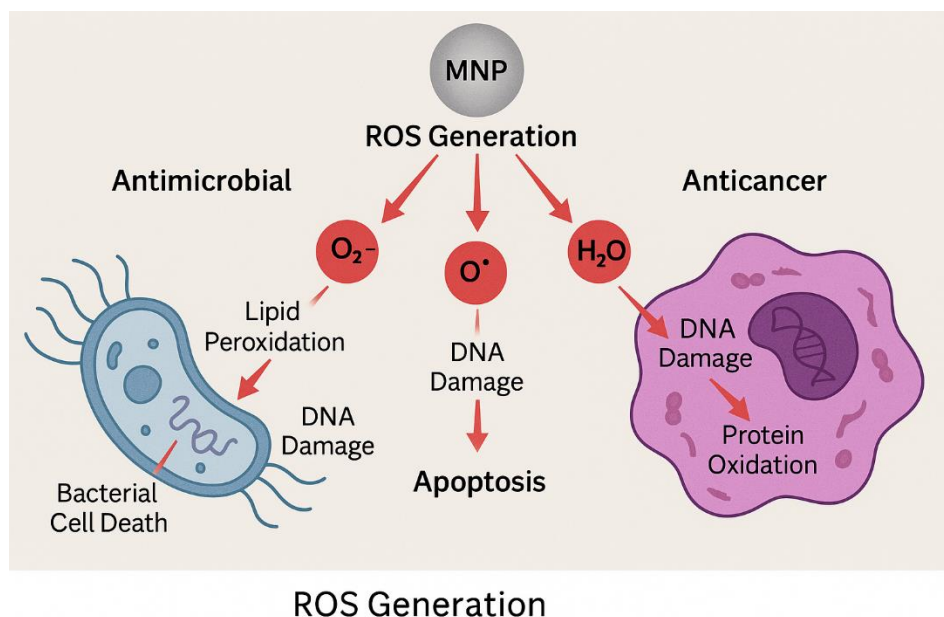 MNP
ROS Generation
Antimicrobial
Anticancer
O₂⁻
O•
H₂O
Lipid
Peroxidation
DNA
Damage
Bacterial
Cell Death
DNA
Damage
Apoptosis
DNA
Damage
Protein
Oxidation
ROS Generation